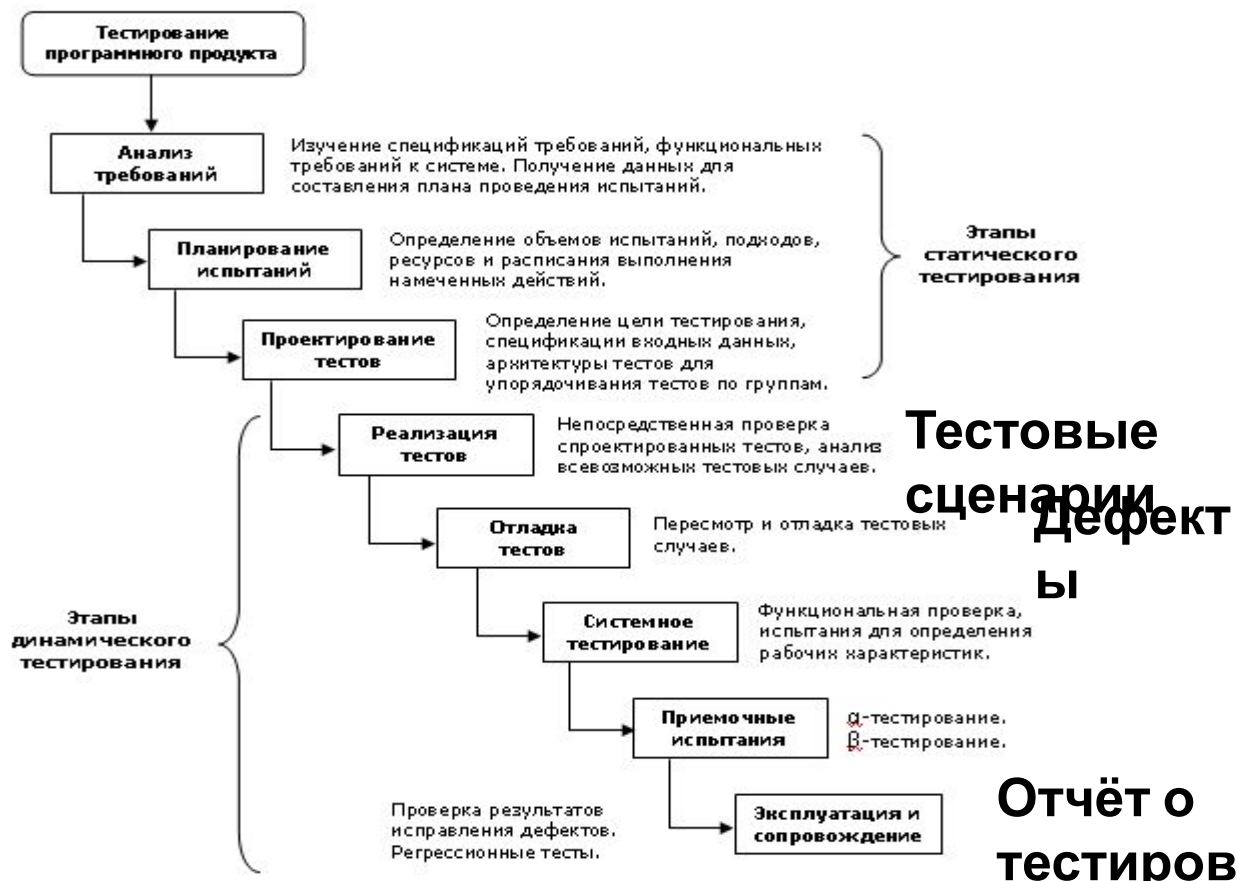 Тестирование
программного продукта
Анализ
требований
Изучение спецификаций требований, функциональных
требований к системе. Получение данных для
составления плана проведения испытаний.
Планирование
испытаний
Определение объемов испытаний, подходов,
ресурсов и расписания выполнения
намеченных действий.
Этапы
статического
тестирования
Проектирование
тестов
Определение цели тестирования,
спецификации входных данных,
архитектуры тестов для
упорядочивания тестов по группам.
Реализация
тестов
Непосредственная проверка
спроектированных тестов, анализ
всевозможных тестовых случаев.
Тестовые
сценарии
Дефект
ы
Отладка
тестов
Пересмотр и отладка тестовых
случаев.
Этапы
динамического
тестирования
Системное
тестирование
Функциональная проверка,
испытания для определения
рабочих характеристик.
Приемочные
испытания
α-тестирование.
β-тестирование.
Эксплуатация и
сопровождение
Проверка результатов
исправления дефектов.
Регрессионные тесты.
Отчёт о
тестиров